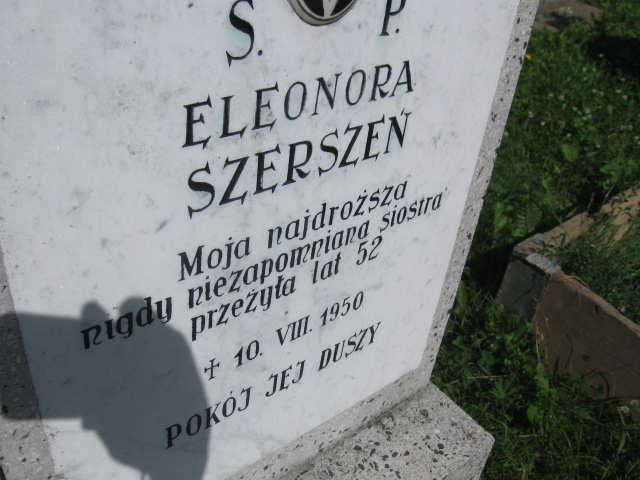 S. P.
ELEONORA
SZERSZEŃ
Moja najdroższa
nigdy niezapomniana siostra
przeżyła lat 52
✝ 10. VIII. 1950
POKÓJ JEJ DUSZY